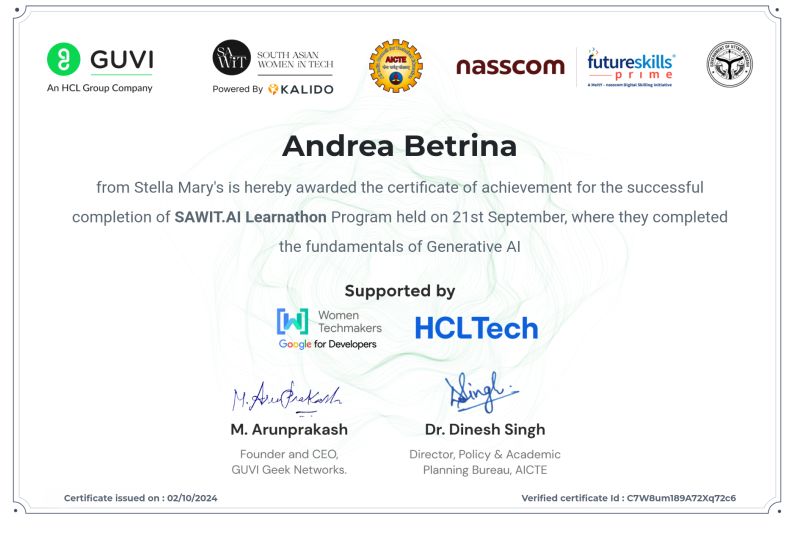 GUVI
An HCL Group Company
SA
WiT
SOUTH ASIAN
WOMEN IN TECH
Powered By KALIDO
AICTE
nasscom
futureskills
prime
A MeitY - nasscom Digital Skilling Initiative
Andrea Betrina
from Stella Mary's is hereby awarded the certificate of achievement for the successful
completion of SAWIT.AI Learnathon Program held on 21st September, where they completed
the fundamentals of Generative AI
Supported by
Women
Techmakers
Google for Developers
HCLTech
M. Arunprakash
Singh
M. Arunprakash
Dr. Dinesh Singh
Founder and CEO,
GUVI Geek Networks.
Director, Policy & Academic
Planning Bureau, AICTE
Certificate issued on : 02/10/2024
Verified certificate Id : C7W8um189A72Xq72c6